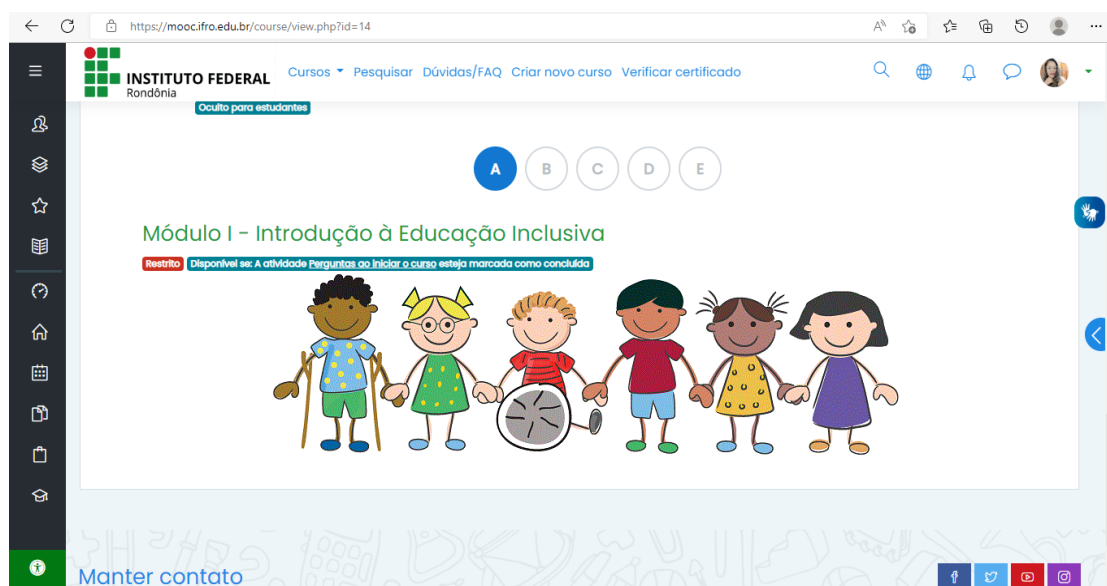 https://mooc.ifro.edu.br/course/view.php?id=14
INSTITUTO FEDERAL
Rondônia
Cursos Pesquisar Dúvidas/FAQ Criar novo curso Verificar certificado
Oculto para estudantes
A B C D E
Módulo I - Introdução à Educação Inclusiva
Restrito Disponível se: A atividade Perguntas ao iniciar o curso esteja marcada como concluída
Manter contato